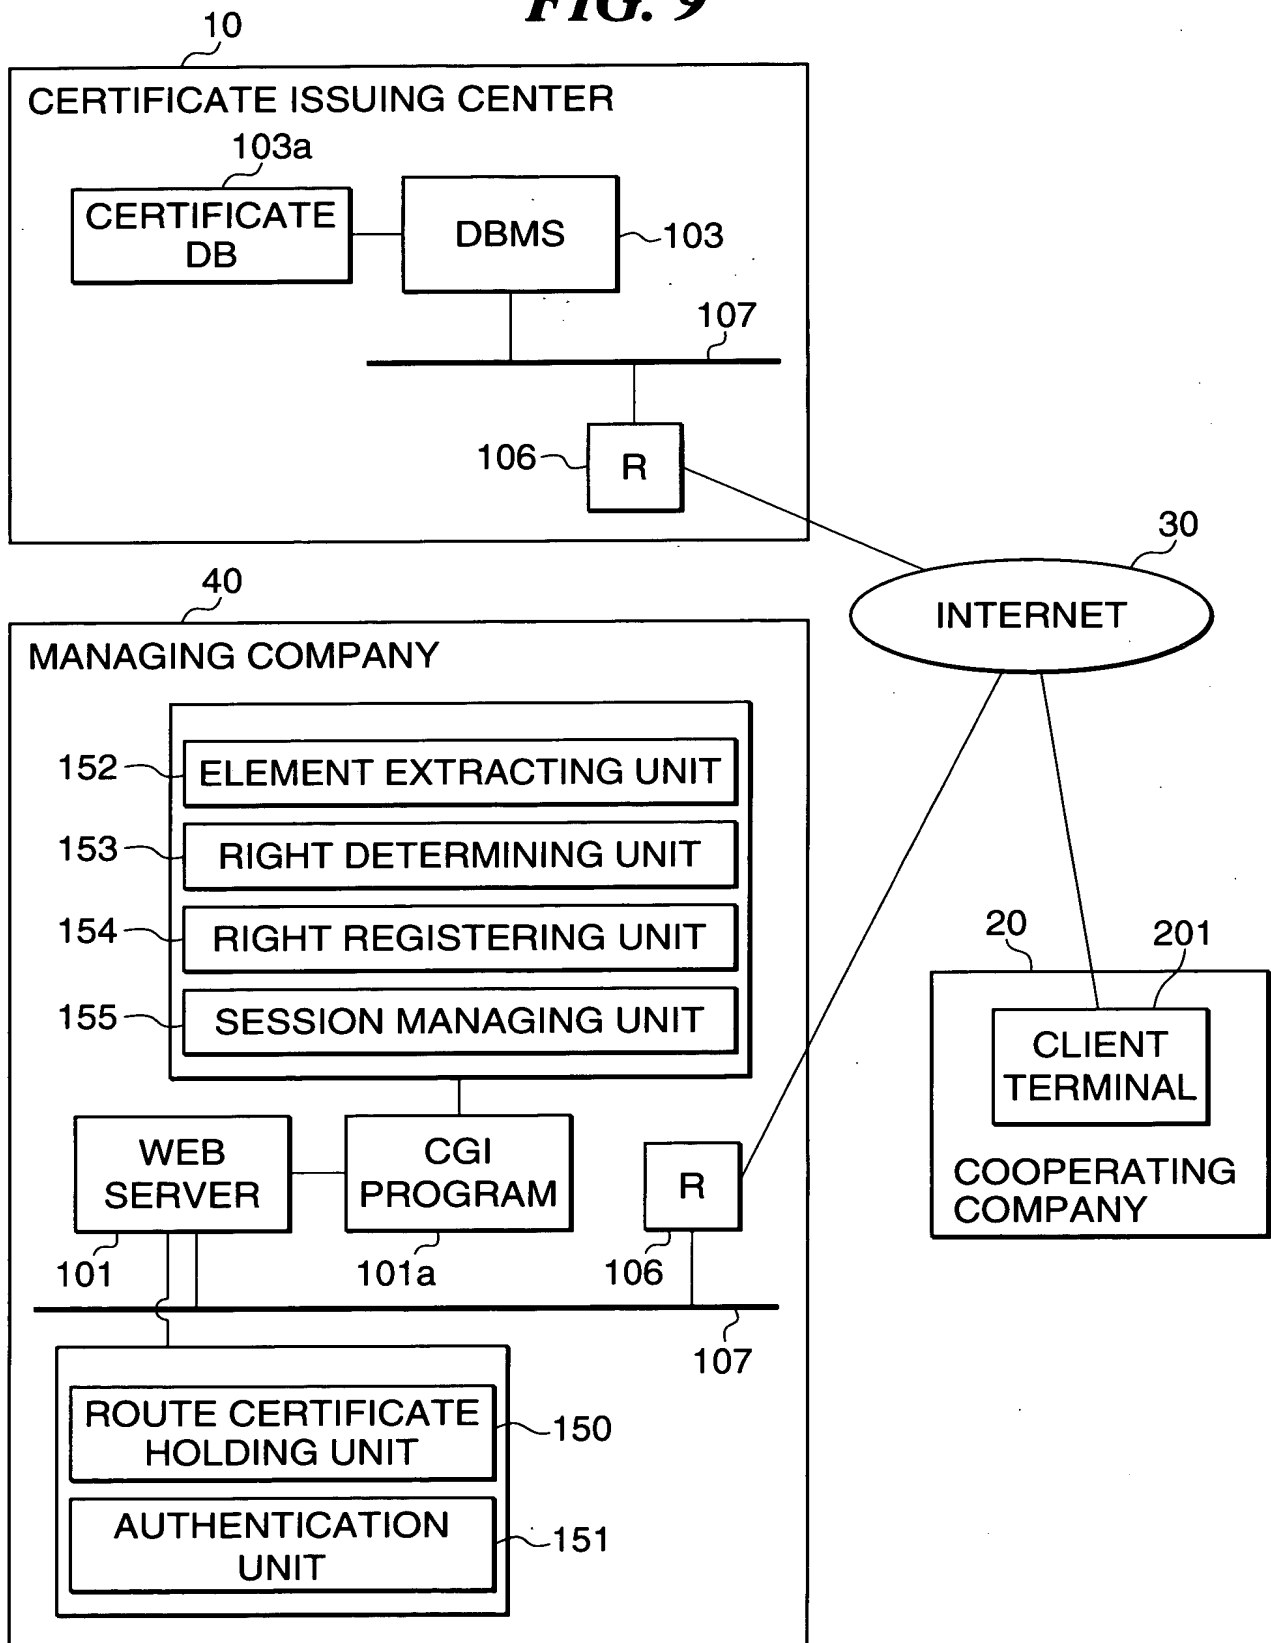 FIG. 9
10
CERTIFICATE ISSUING CENTER
103a
CERTIFICATE
DB
DBMS
103
107
106
R
30
INTERNET
40
MANAGING COMPANY
152
ELEMENT EXTRACTING UNIT
153
RIGHT DETERMINING UNIT
154
RIGHT REGISTERING UNIT
155
SESSION MANAGING UNIT
20
201
CLIENT
TERMINAL
COOPERATING
COMPANY
WEB
SERVER
CGI
PROGRAM
R
101
101a
106
107
ROUTE CERTIFICATE
HOLDING UNIT
150
AUTHENTICATION
UNIT
151